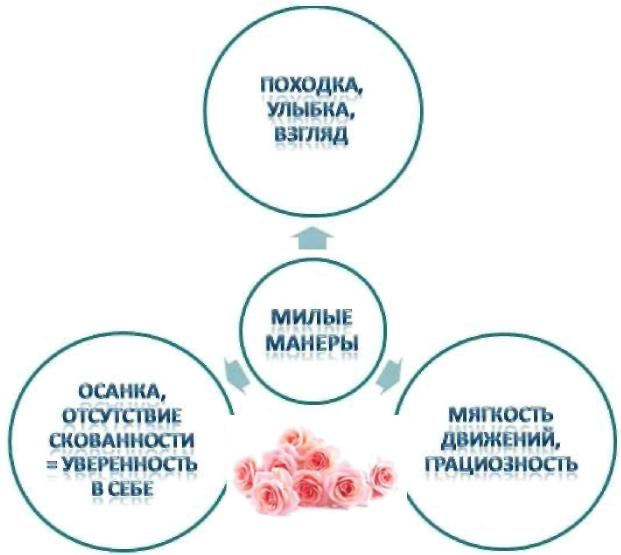 ПОХОДКА,
УЛЫБКА,
ВЗГЛЯД
МИЛЫЕ
МАНЕРЫ
ОСАНКА,
ОТСУТСТВИЕ
СКОВАННОСТИ
= УВЕРЕННОСТЬ
В СЕБЕ
МЯГКОСТЬ
ДВИЖЕНИЙ,
ГРАЦИОЗНОСТЬ